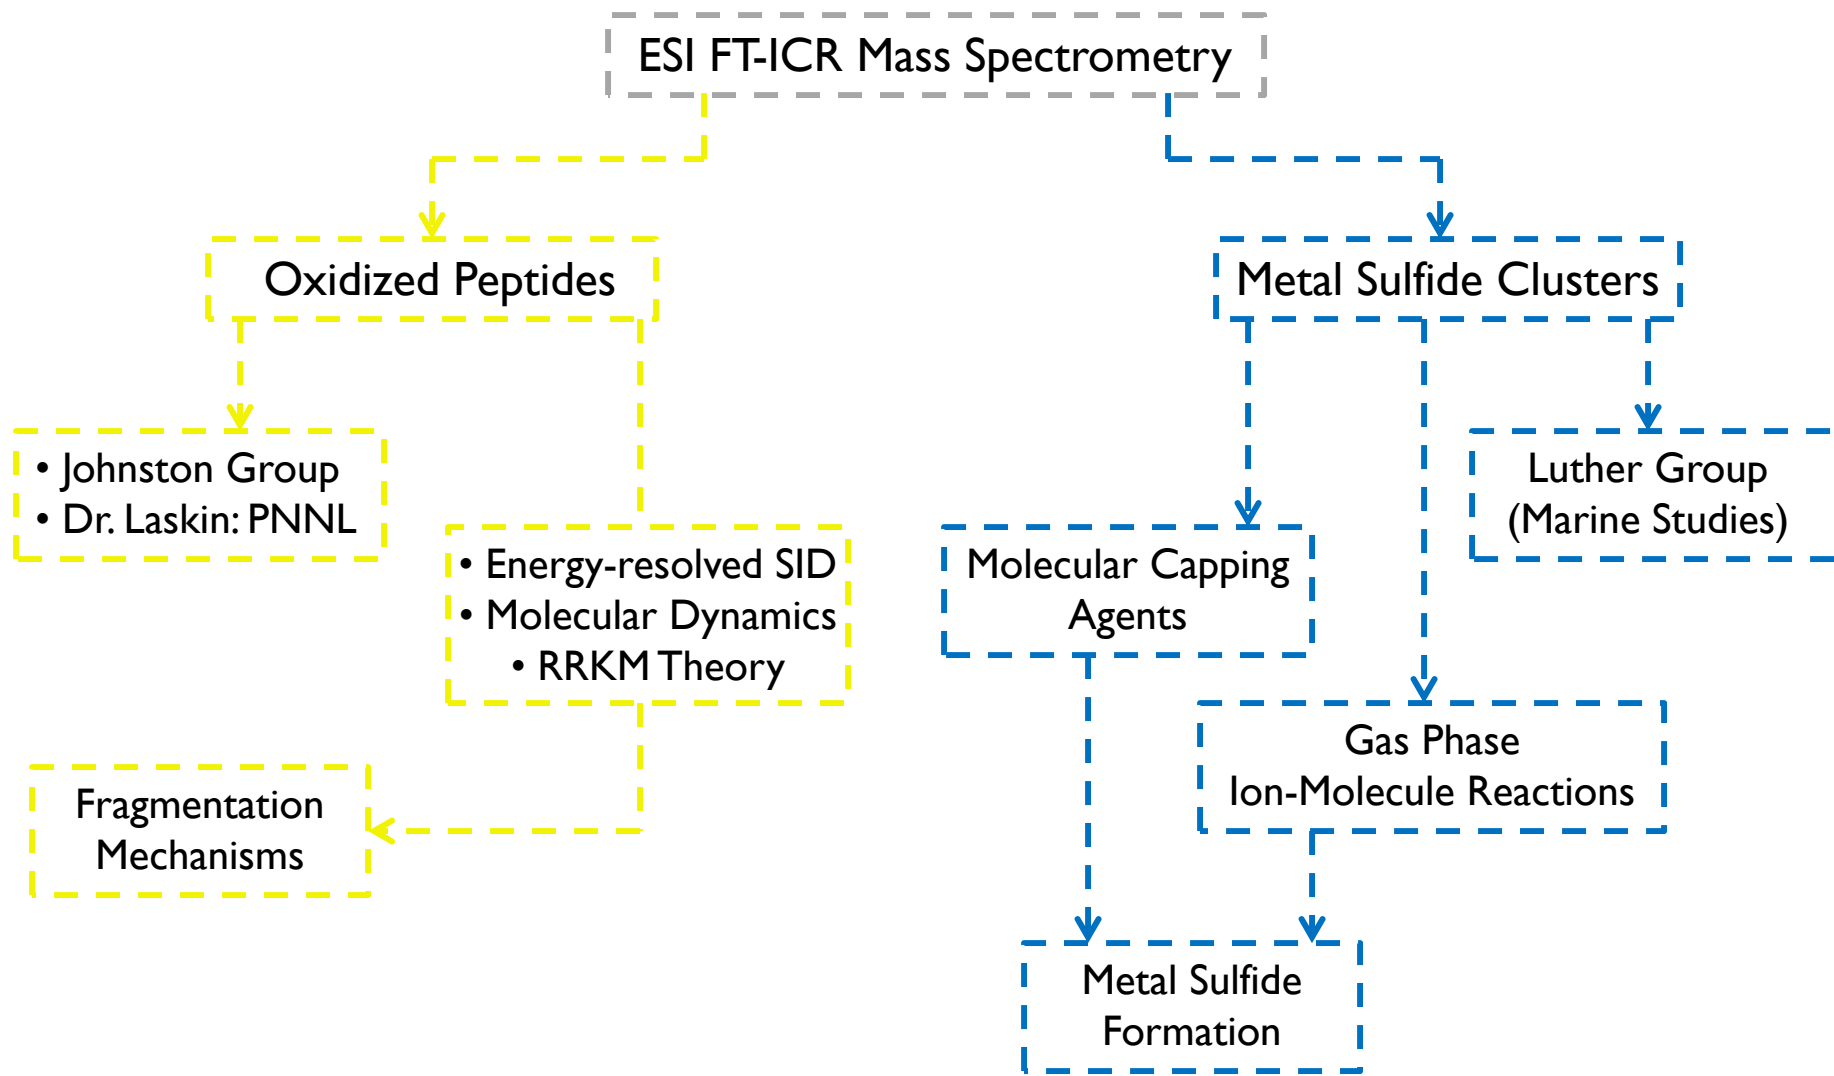 ESI FT-ICR Mass Spectrometry
Oxidized Peptides
Metal Sulfide Clusters
• Johnston Group
• Dr. Laskin: PNNL
Luther Group
(Marine Studies)
• Energy-resolved SID
• Molecular Dynamics
• RRKM Theory
Molecular Capping
Agents
Gas Phase
Ion-Molecule Reactions
Fragmentation
Mechanisms
Metal Sulfide
Formation